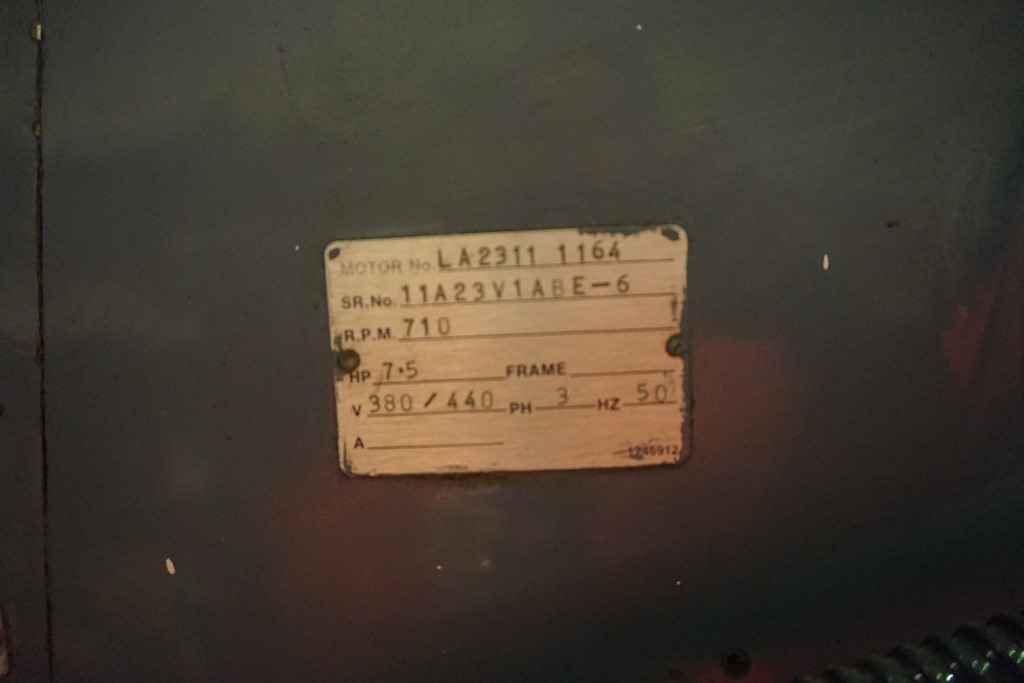 MOTOR No LA2311 1164
SR.No. 11A23V1ABE-6
R.P.M. 710
HP 7.5 FRAME
V 380 / 440 PH 3 HZ 50
A
1246912